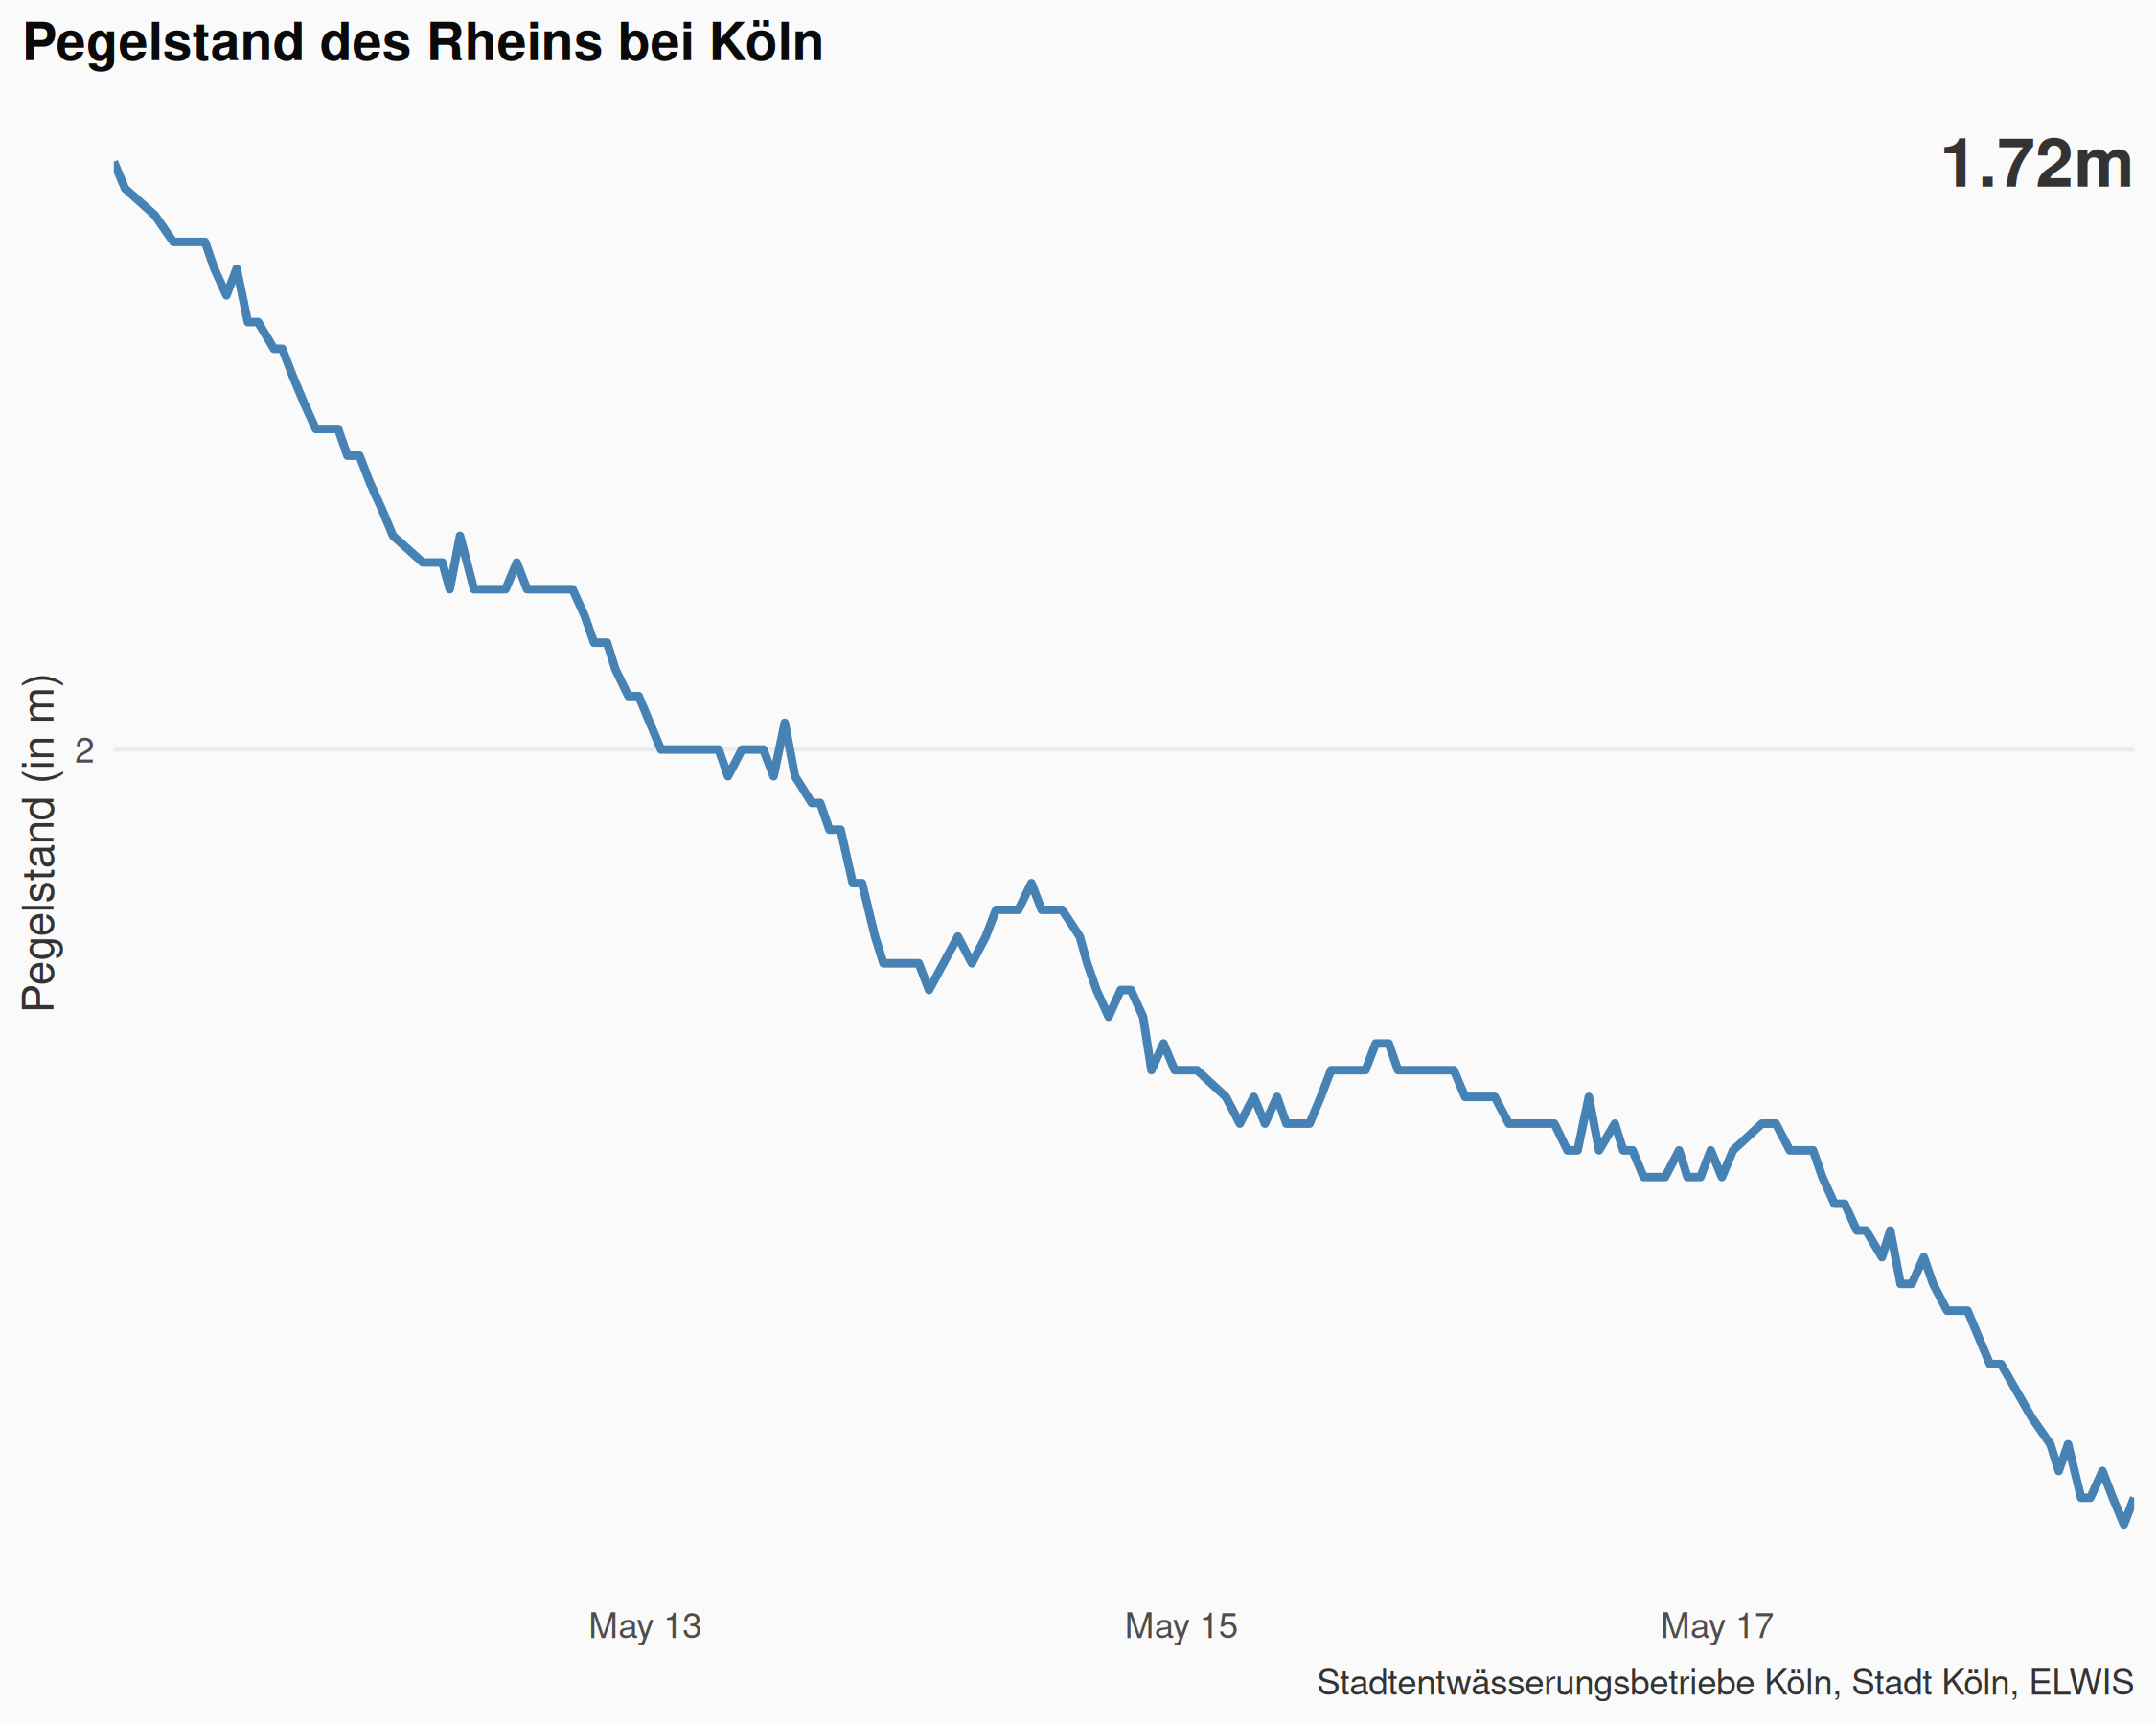 Pegelstand des Rheins bei Köln
1.72m
Pegelstand (in m)
2
May 13
May 15
May 17
Stadtentwässerungsbetriebe Köln, Stadt Köln, ELWIS